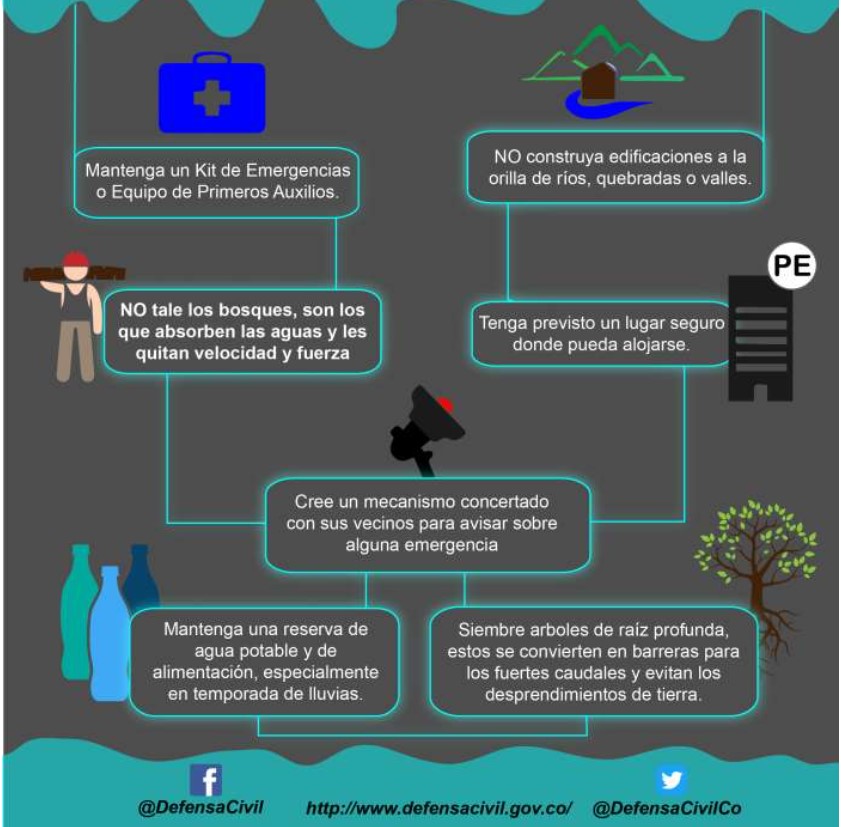 Mantenga un Kit de Emergencias
o Equipo de Primeros Auxilios.
NO construya edificaciones a la
orilla de ríos, quebradas o valles.
NO tale los bosques, son los
que absorben las aguas y les
quitan velocidad y fuerza
PE
Tenga previsto un lugar seguro
donde pueda alojarse.
Cree un mecanismo concertado
con sus vecinos para avisar sobre
alguna emergencia
Mantenga una reserva de
agua potable y de
alimentación, especialmente
en temporada de lluvias.
Siembre arboles de raíz profunda,
estos se convierten en barreras para
los fuertes caudales y evitan los
desprendimientos de tierra.
@DefensaCivil
http://www.defensacivil.gov.co/
@DefensaCivilCo